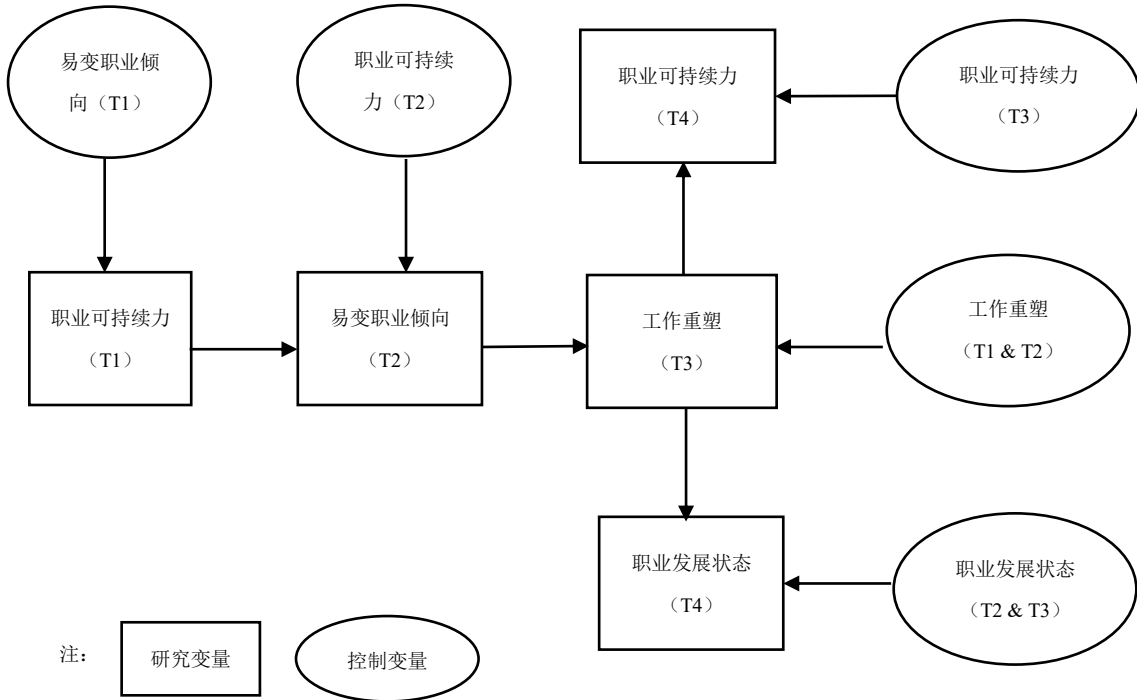 易变职业倾
向（T1）
职业可持续
力（T2）
职业可持续力
（T4）
职业可持续力
（T3）
职业可持续力
（T1）
易变职业倾向
（T2）
工作重塑
（T3）
工作重塑
（T1 & T2）
职业发展状态
（T4）
职业发展状态
（T2 & T3）
注：
研究变量
控制变量